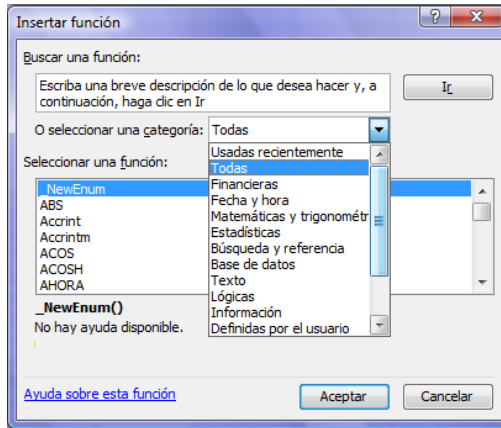 Insertar función
?
X
Buscar una función:
Escriba una breve descripción de lo que desea hacer y, a
continuación, haga clic en Ir
Ir
O seleccionar una categoría: Todas
Usadas recientemente
Todas
Financieras
Fecha y hora
Matemáticas y trigonométr
Estadísticas
Búsqueda y referencia
Base de datos
Texto
Lógicas
Información
Definidas por el usuario
Seleccionar una función:
_NewEnum
ABS
Accrint
Accrintm
ACOS
ACOSH
AHORA
_NewEnum()
No hay ayuda disponible.
Ayuda sobre esta función
Aceptar
Cancelar